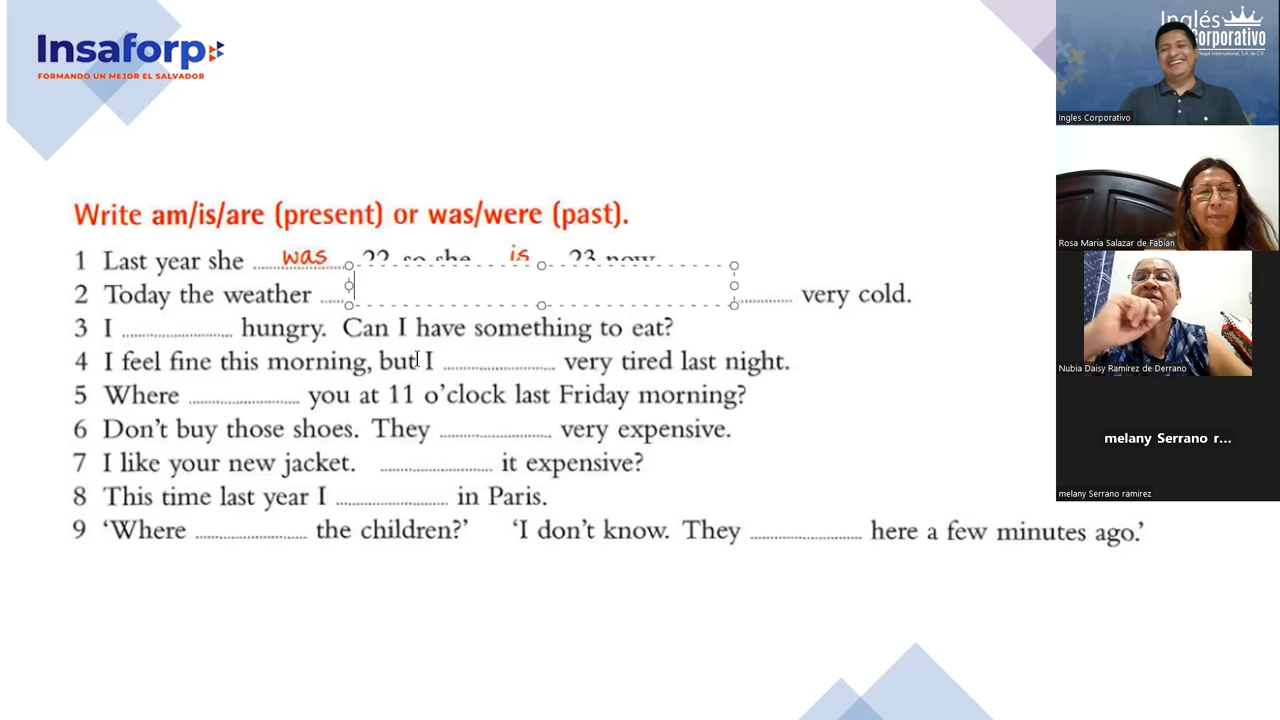 Insaforp
FORMANDO UN MEJOR EL SALVADOR
Write am/is/are (present) or was/were (past).
1 Last year she was 22, so she is 23 now.
2 Today the weather ............ very cold.
3 I ............ hungry. Can I have something to eat?
4 I feel fine this morning, but I ............ very tired last night.
5 Where ............ you at 11 o'clock last Friday morning?
6 Don't buy those shoes. They ............ very expensive.
7 I like your new jacket. ............ it expensive?
8 This time last year I ............ in Paris.
9 'Where ............ the children?' 'I don't know. They ............ here a few minutes ago.'
Inglés
Corporativo
Ingles Corporativo
Rosa Maria Salazar de Fabian
Nubia Daisy Ramírez de Derrano
melany Serrano r...
melany Serrano ramirez